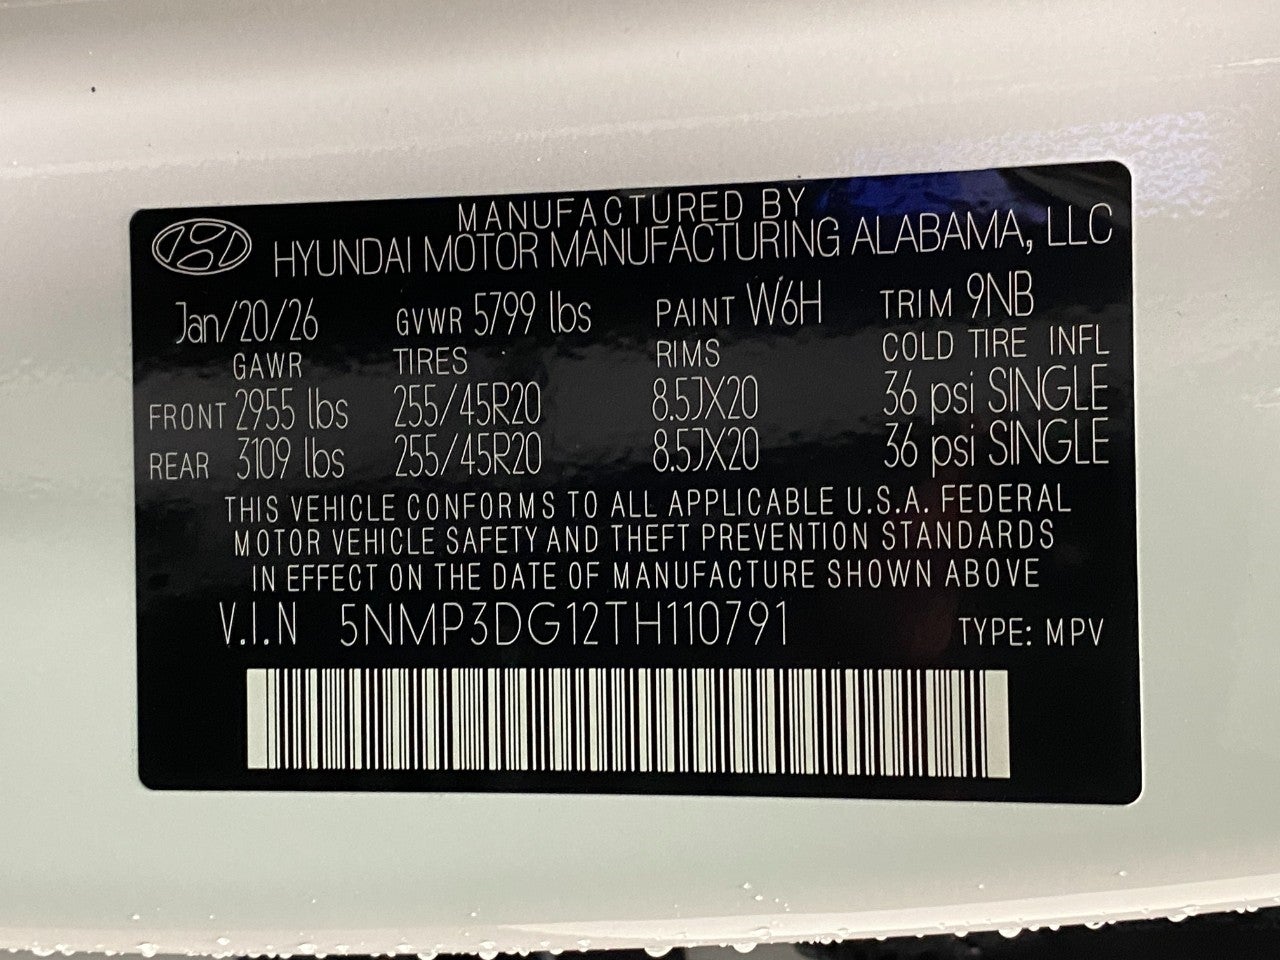 MANUFACTURED BY
HYUNDAI MOTOR MANUFACTURING ALABAMA, LLC
Jan/20/26 GVWR 5799 lbs PAINT W6H TRIM 9NB
GAWR TIRES RIMS COLD TIRE INFL
FRONT 2955 lbs 255/45R20 8.5JX20 36 psi SINGLE
REAR 3109 lbs 255/45R20 8.5JX20 36 psi SINGLE
THIS VEHICLE CONFORMS TO ALL APPLICABLE U.S.A. FEDERAL
MOTOR VEHICLE SAFETY AND THEFT PREVENTION STANDARDS
IN EFFECT ON THE DATE OF MANUFACTURE SHOWN ABOVE
V.I.N 5NMP3DG12TH110791 TYPE: MPV